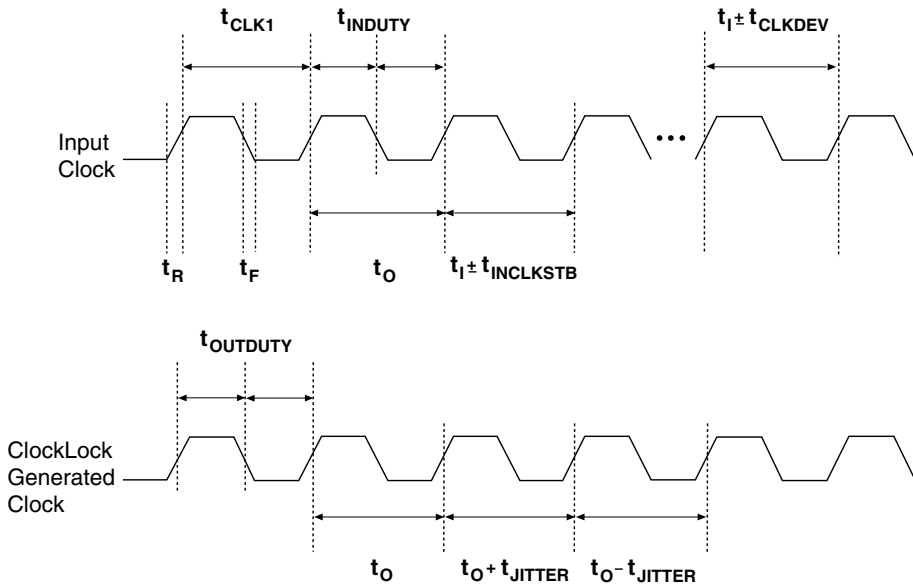 tCLK1 tINDUTY tI ± tCLKDEV
Input
Clock
tR tF tO tI ± tINCLKSTB
tOUTDUTY
ClockLock
Generated
Clock
tO tO + tJITTER tO − tJITTER